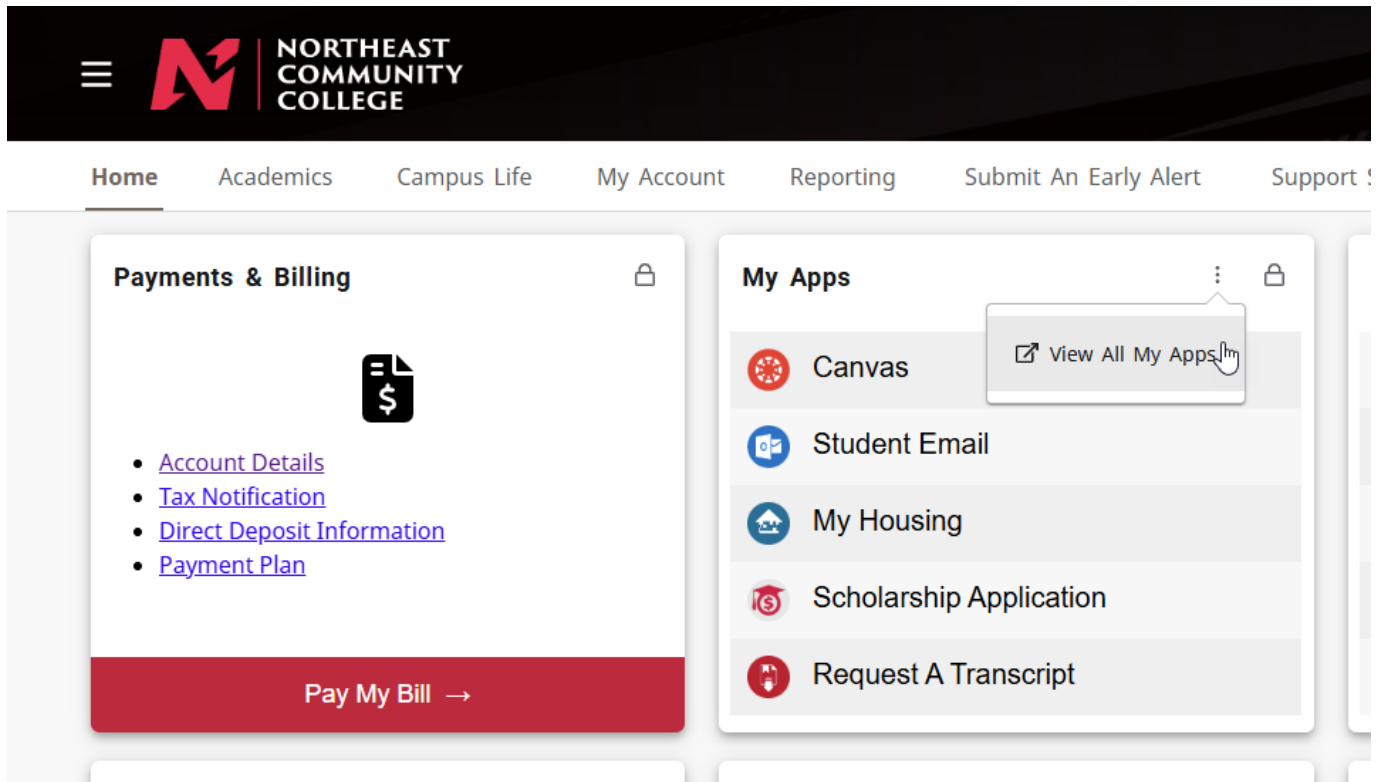 NORTHEAST
COMMUNITY
COLLEGE
Home Academics Campus Life My Account Reporting Submit An Early Alert Support
Payments & Billing
$
Account Details
Tax Notification
Direct Deposit Information
Payment Plan
Pay My Bill →
My Apps
View All My Apps
Canvas
Student Email
My Housing
Scholarship Application
Request A Transcript